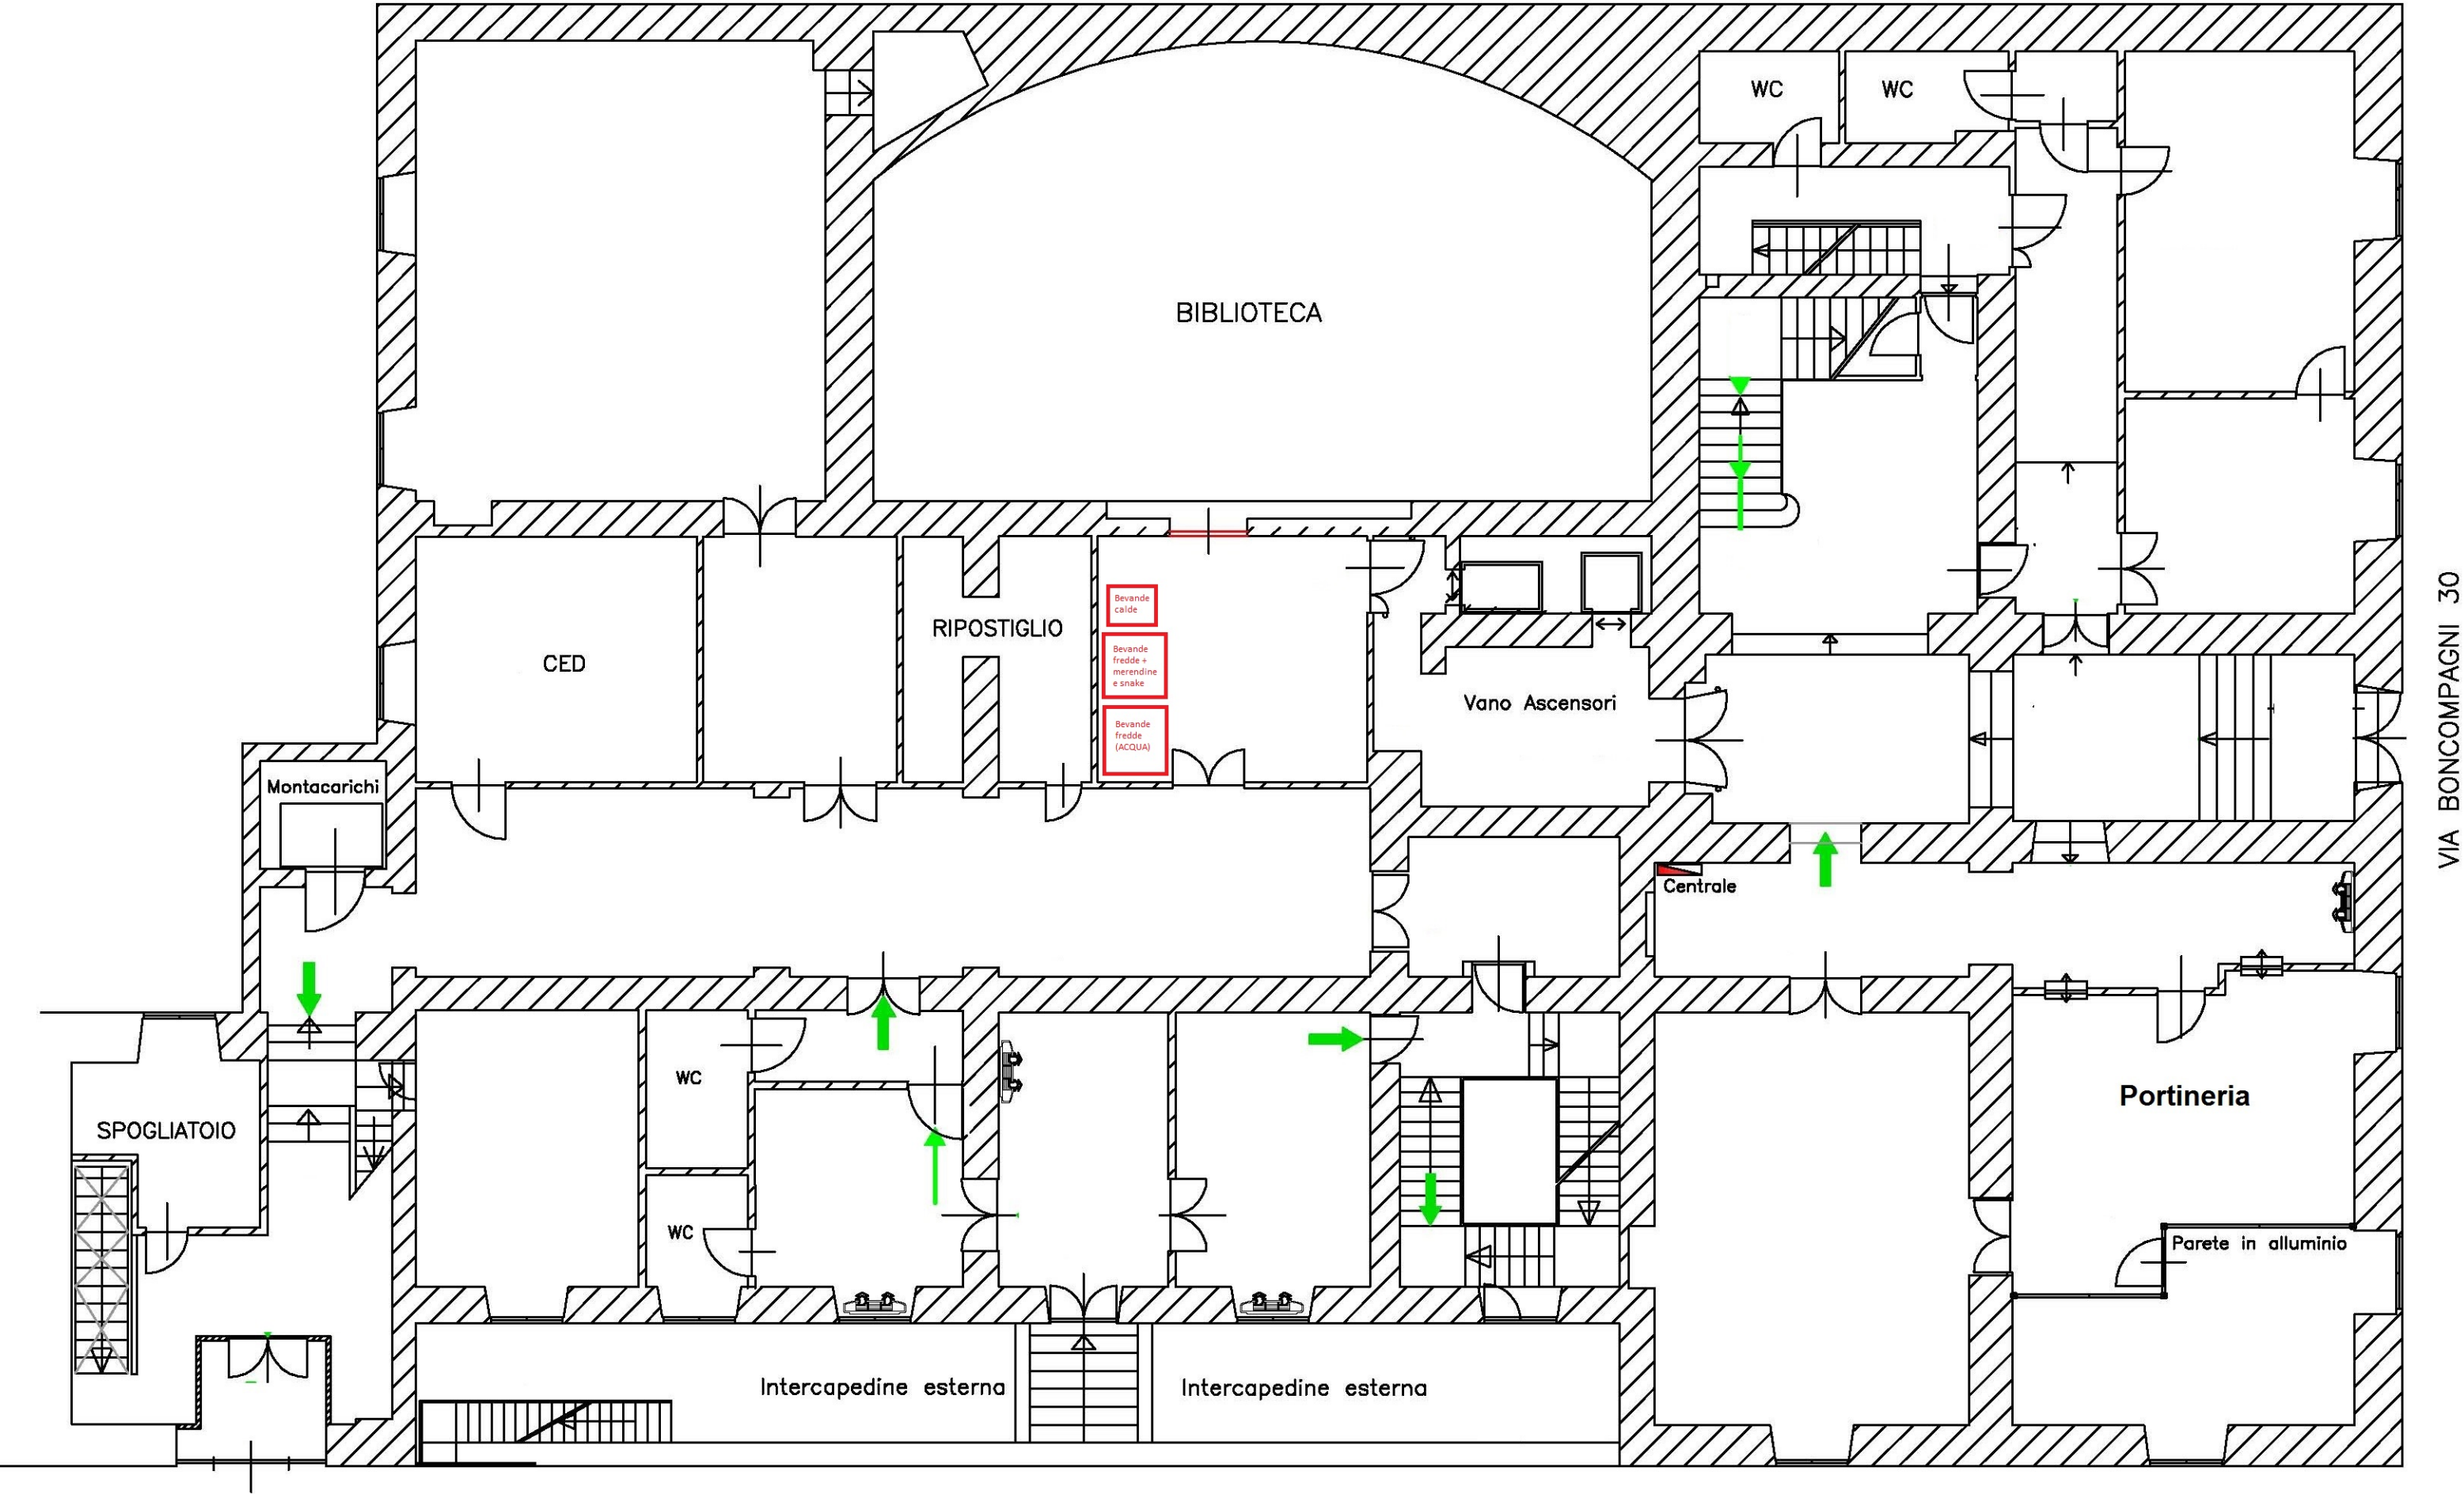 WC
WC
BIBLIOTECA
VIA BONCOMPAGNI 30
Bevande
calde
RIPOSTIGLIO
Bevande
fredde +
merendine
e snake
CED
Vano Ascensori
Bevande
fredde
(ACQUA)
Montacarichi
Centrale
WC
Portineria
SPOGLIATOIO
WC
Parete in alluminio
Intercapedine esterna
Intercapedine esterna